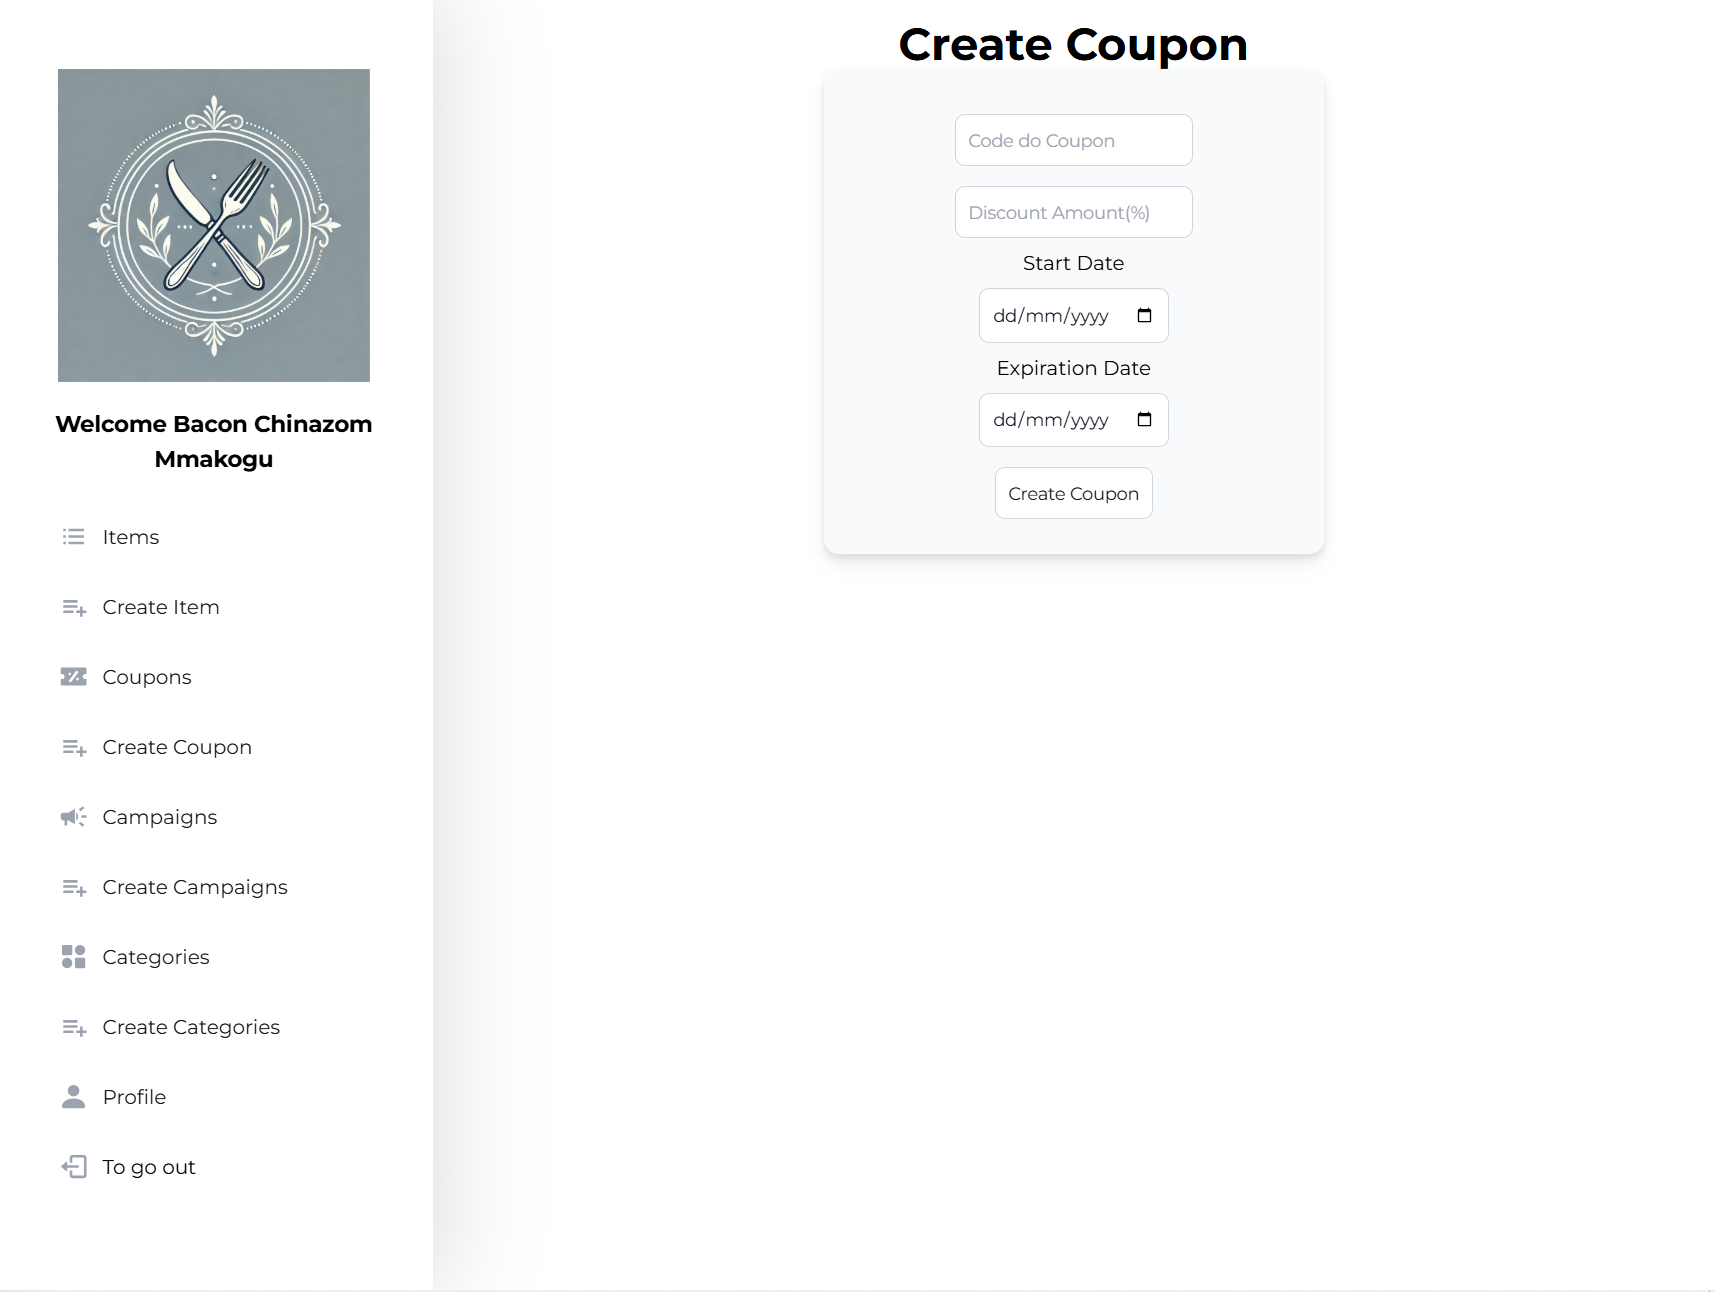 Welcome Bacon Chinazom
Mmakogu
Items
Create Item
Coupons
Create Coupon
Campaigns
Create Campaigns
Categories
Create Categories
Profile
To go out
Create Coupon
Code do Coupon
Discount Amount(%)
Start Date
dd/mm/yyyy
Expiration Date
dd/mm/yyyy
Create Coupon